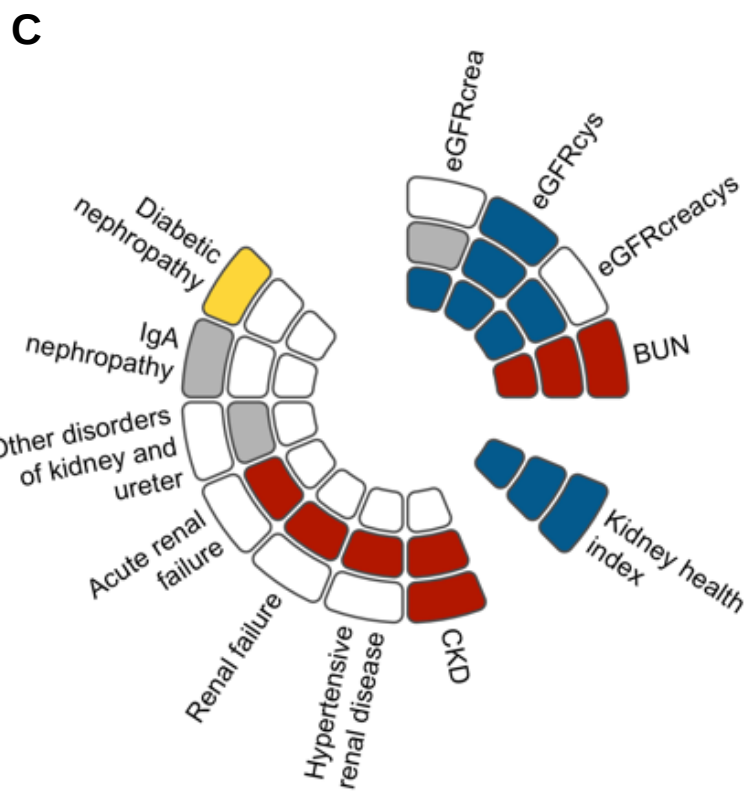 C
eGFRcrea
eGFRcys
eGFRcreacys
BUN
Kidney health
index
CKD
Hypertensive
renal disease
Renal failure
Acute renal
failure
Other disorders
of kidney and
ureter
IgA
nephropathy
Diabetic
nephropathy